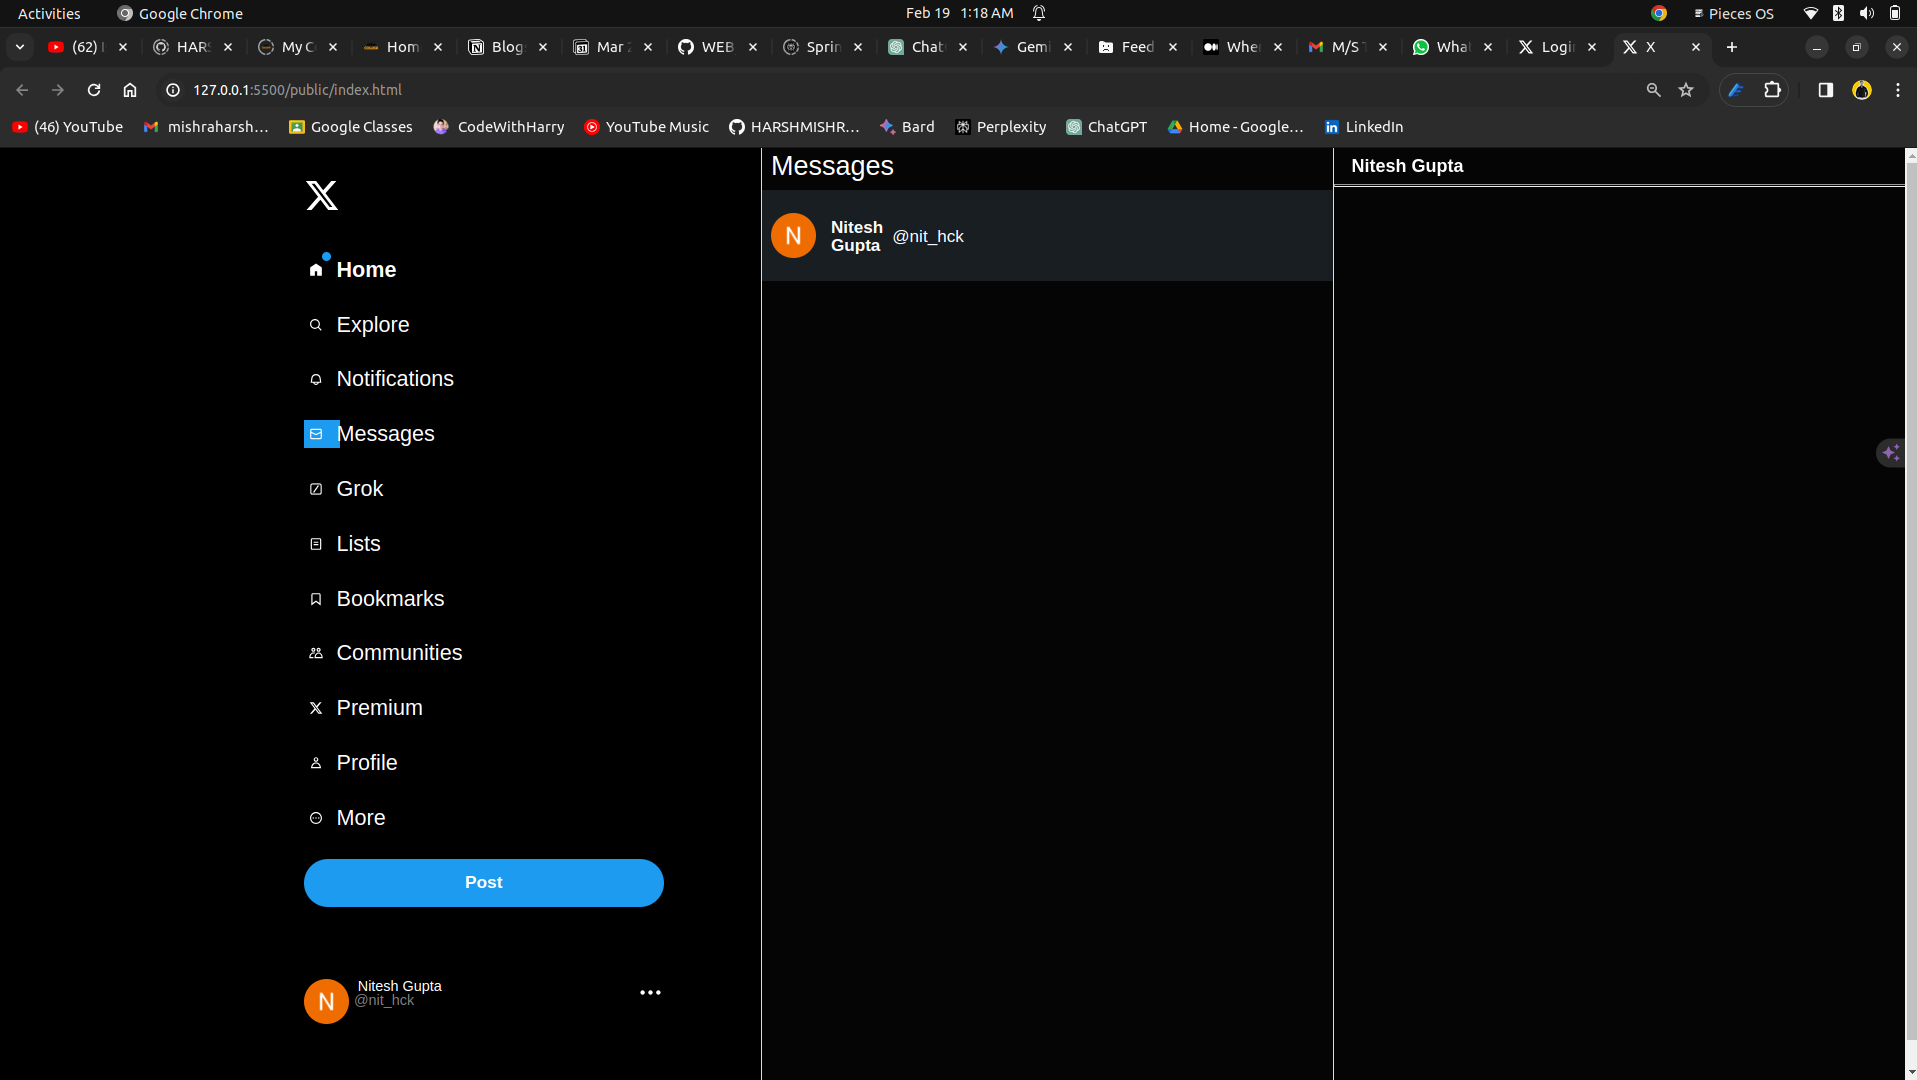 Activities Google Chrome Feb 19 1:18 AM Pieces OS
(62) HAR My C Hom Blog Mar WEB Sprin Chat Gemi Feed Whe M/S Wha Logi X
127.0.0.1:5500/public/index.html
(46) YouTube mishraharsh... Google Classes CodeWithHarry YouTube Music HARSHMISHR... Bard Perplexity ChatGPT Home - Google... LinkedIn
Messages
Nitesh Gupta
N Nitesh Gupta @nit_hck
Home
Explore
Notifications
Messages
Grok
Lists
Bookmarks
Communities
Premium
Profile
More
Post
N Nitesh Gupta
@nit_hck